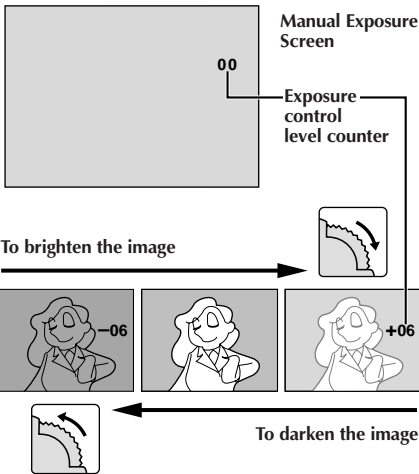 Manual Exposure
Screen
00
Exposure
control
level counter
To brighten the image
–06
+06
To darken the image